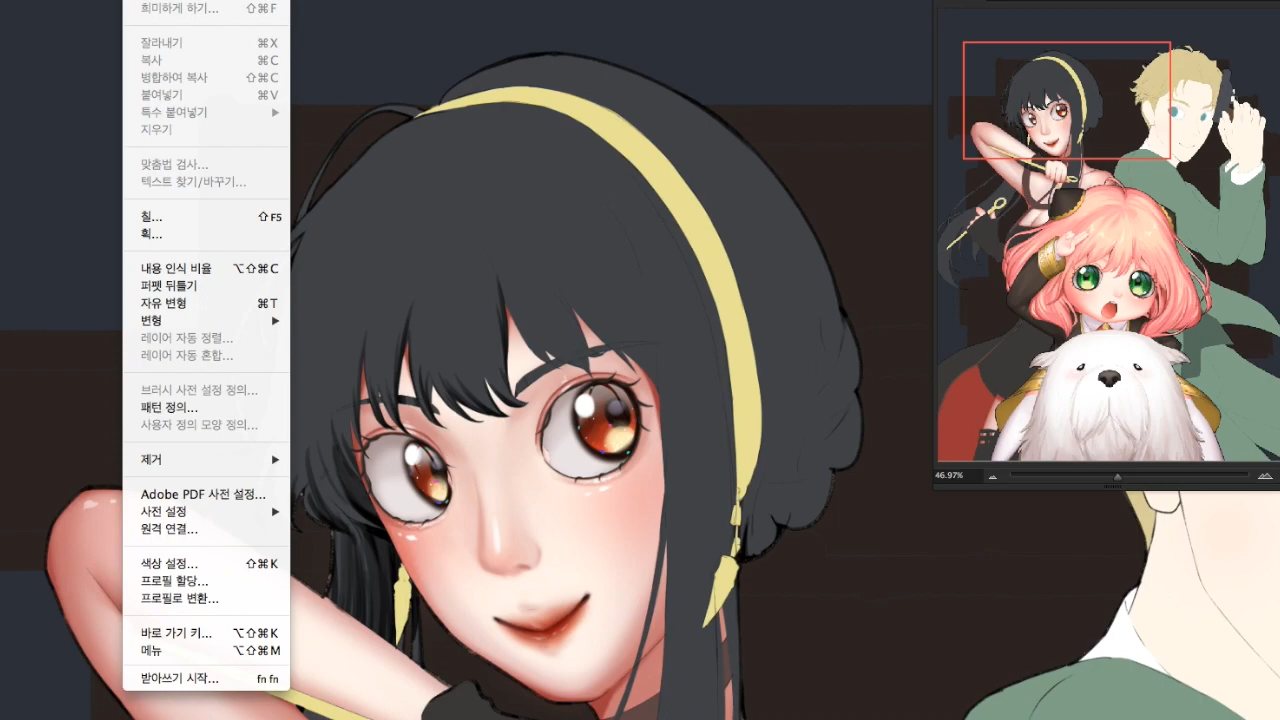 희미하게 하기... ⇧⌘F
잘라내기 ⌘X
복사 ⌘C
병합하여 복사 ⇧⌘C
붙여넣기 ⌘V
특수 붙여넣기 ▶
지우기
맞춤법 검사...
텍스트 찾기/바꾸기...
칠... ⇧F5
획...
내용 인식 비율 ⌥⇧⌘C
퍼펫 뒤틀기
자유 변형 ⌘T
변형 ▶
레이어 자동 정렬...
레이어 자동 혼합...
브러시 사전 설정 정의...
패턴 정의...
사용자 정의 모양 정의...
제거 ▶
Adobe PDF 사전 설정...
사전 설정 ▶
원격 연결...
색상 설정... ⇧⌘K
프로필 할당...
프로필로 변환...
바로 가기 키... ⌥⇧⌘K
메뉴 ⌥⇧⌘M
받아쓰기 시작... fn fn
46.97%